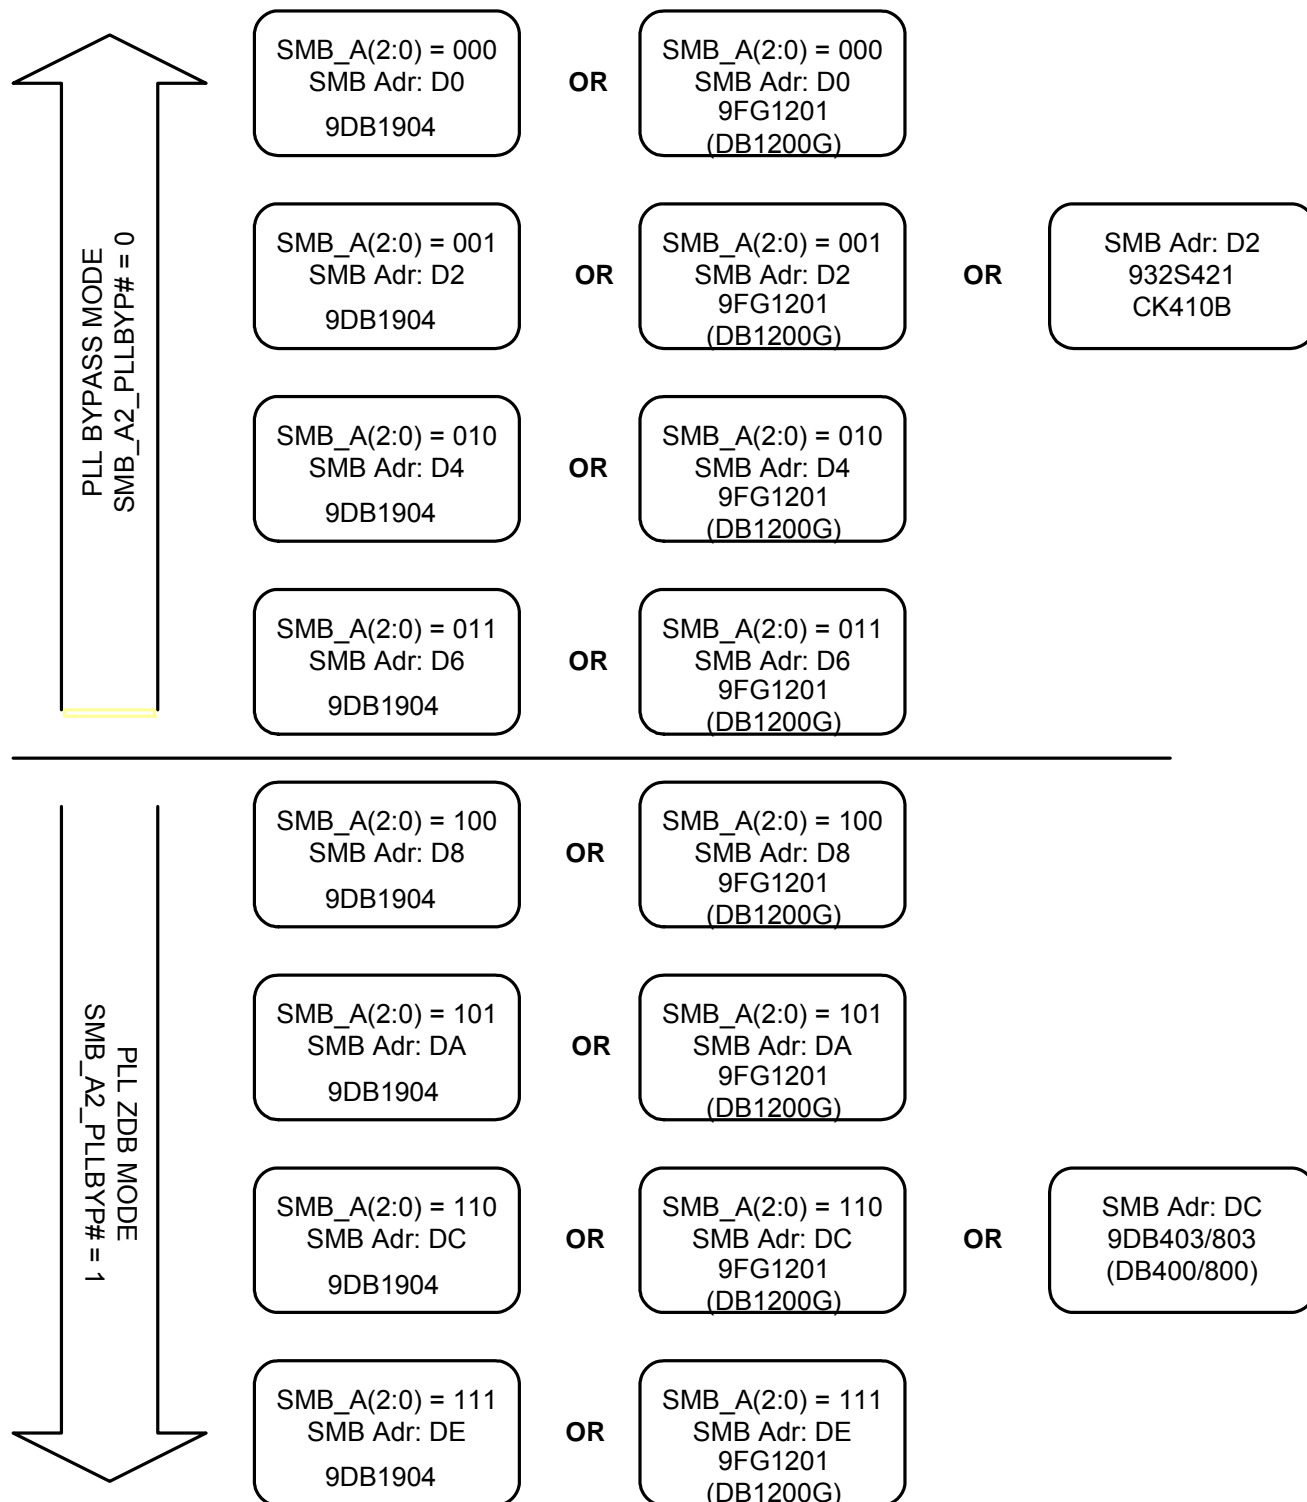 PLL BYPASS MODE
SMB_A2_PLLBYP# = 0
SMB_A(2:0) = 000
SMB Adr: D0
9DB1904
OR
SMB_A(2:0) = 000
SMB Adr: D0
9FG1201
(DB1200G)
SMB_A(2:0) = 001
SMB Adr: D2
9DB1904
OR
SMB_A(2:0) = 001
SMB Adr: D2
9FG1201
(DB1200G)
OR
SMB Adr: D2
932S421
CK410B
SMB_A(2:0) = 010
SMB Adr: D4
9DB1904
OR
SMB_A(2:0) = 010
SMB Adr: D4
9FG1201
(DB1200G)
SMB_A(2:0) = 011
SMB Adr: D6
9DB1904
OR
SMB_A(2:0) = 011
SMB Adr: D6
9FG1201
(DB1200G)
PLL ZDB MODE
SMB_A2_PLLBYP# = 1
SMB_A(2:0) = 100
SMB Adr: D8
9DB1904
OR
SMB_A(2:0) = 100
SMB Adr: D8
9FG1201
(DB1200G)
SMB_A(2:0) = 101
SMB Adr: DA
9DB1904
OR
SMB_A(2:0) = 101
SMB Adr: DA
9FG1201
(DB1200G)
SMB_A(2:0) = 110
SMB Adr: DC
9DB1904
OR
SMB_A(2:0) = 110
SMB Adr: DC
9FG1201
(DB1200G)
OR
SMB Adr: DC
9DB403/803
(DB400/800)
SMB_A(2:0) = 111
SMB Adr: DE
9DB1904
OR
SMB_A(2:0) = 111
SMB Adr: DE
9FG1201
(DB1200G)